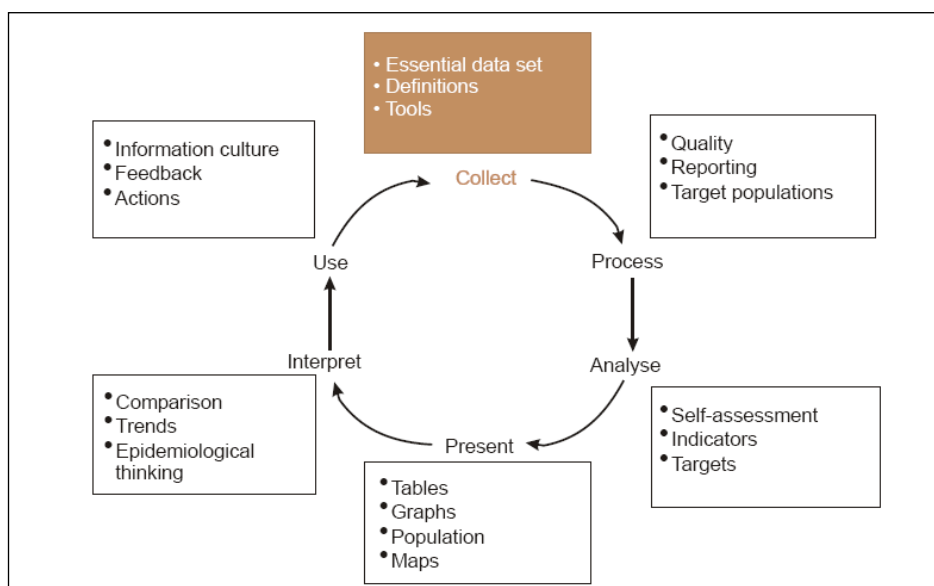 • Essential data set
• Definitions
• Tools
Collect
• Quality
• Reporting
• Target populations
Process
Analyse
• Self-assessment
• Indicators
• Targets
Present
• Tables
• Graphs
• Population
• Maps
Interpret
• Comparison
• Trends
• Epidemiological
thinking
Use
• Information culture
• Feedback
• Actions